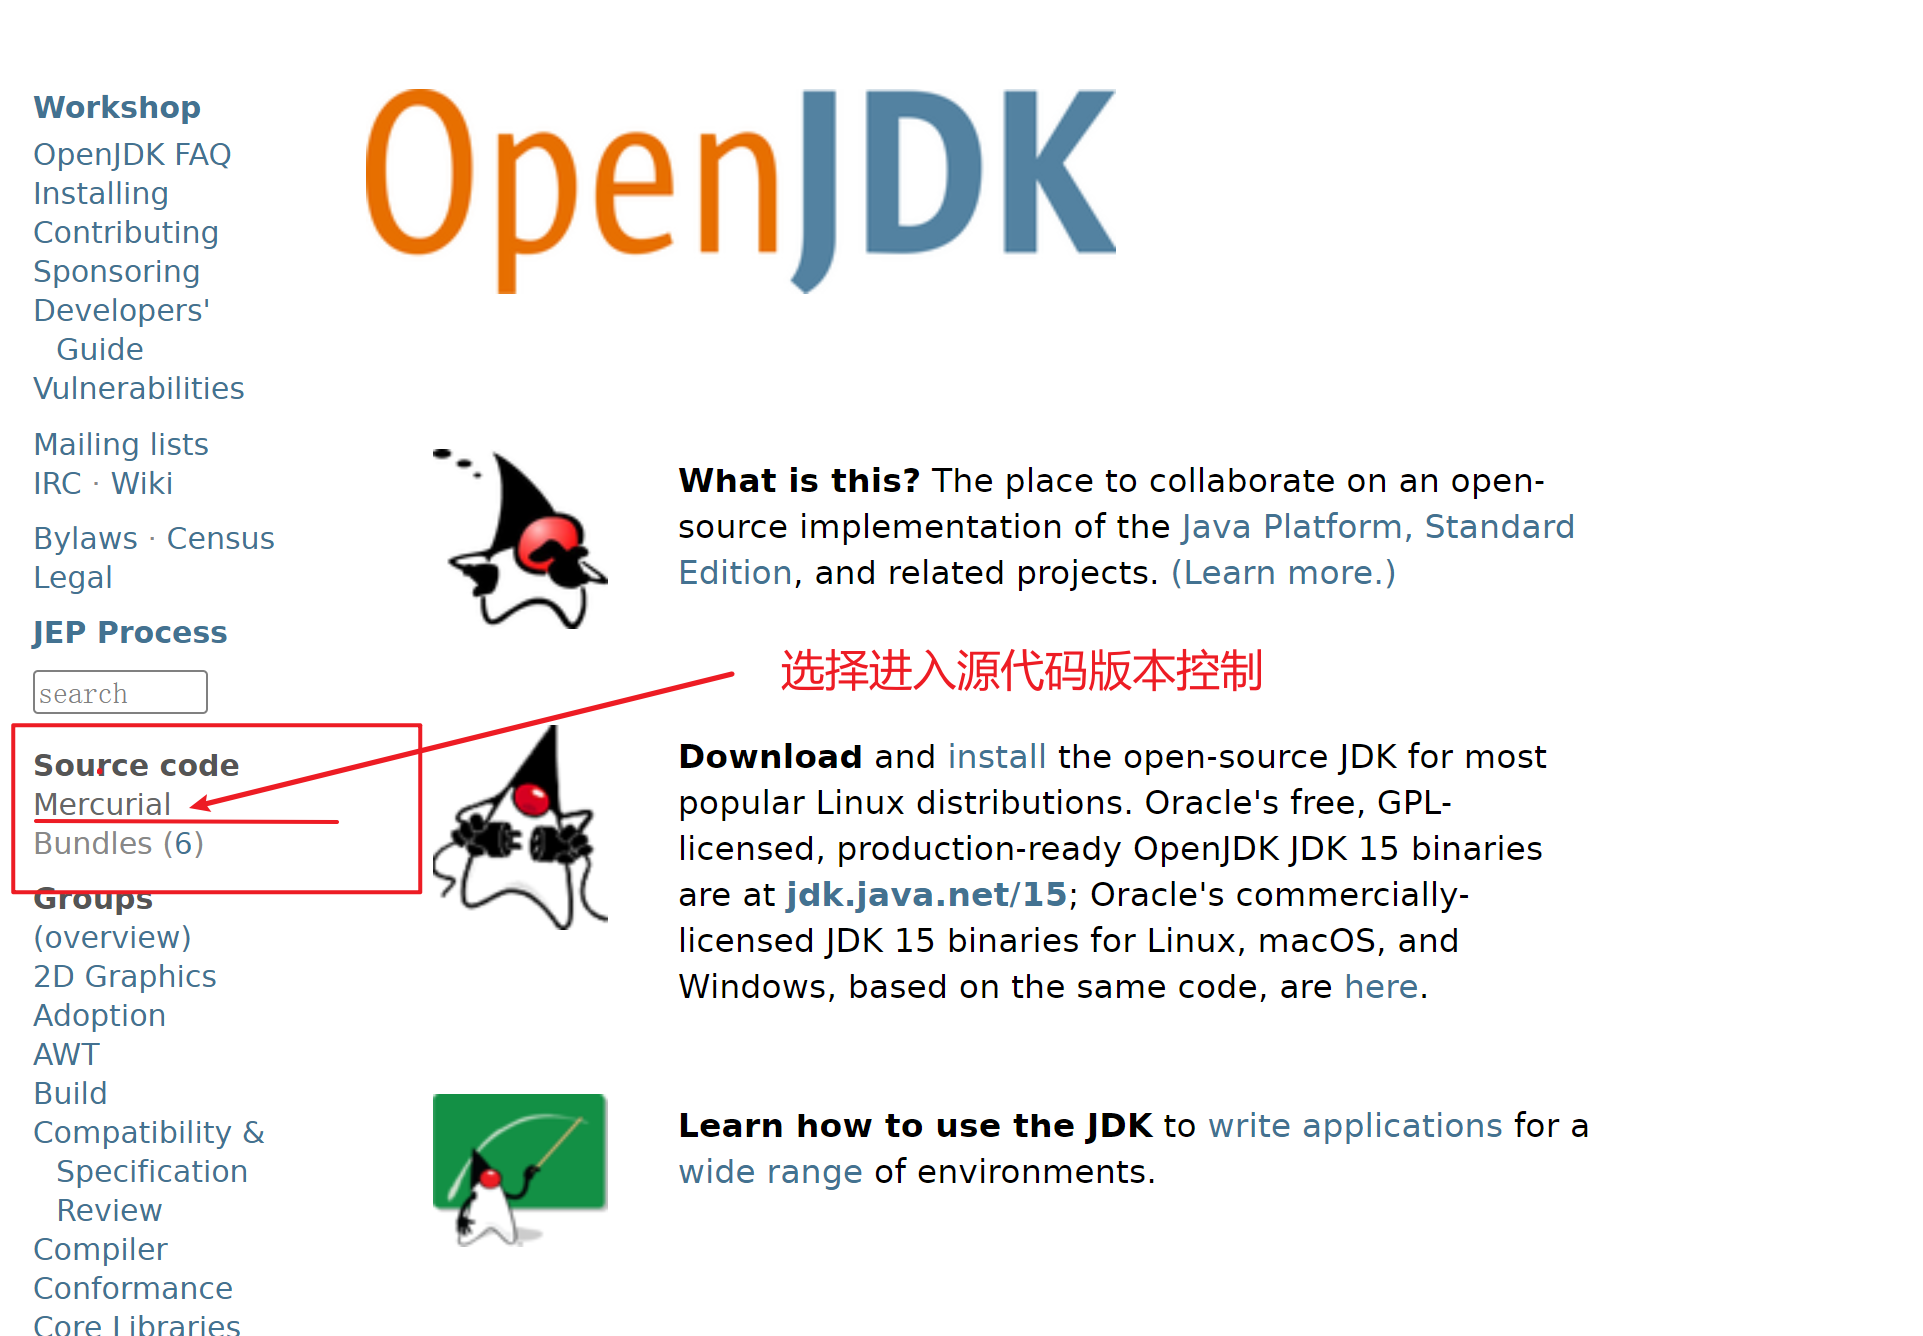 Workshop
OpenJDK FAQ
Installing
Contributing
Sponsoring
Developers'
Guide
Vulnerabilities
Mailing lists
IRC · Wiki
Bylaws · Census
Legal
JEP Process
search
Source code
Mercurial
Bundles (6)
Groups
(overview)
2D Graphics
Adoption
AWT
Build
Compatibility &
Specification
Review
Compiler
Conformance
Core Libraries
OpenJDK
What is this? The place to collaborate on an open-
source implementation of the Java Platform, Standard
Edition, and related projects. (Learn more.)
选择进入源代码版本控制
Download and install the open-source JDK for most
popular Linux distributions. Oracle's free, GPL-
licensed, production-ready OpenJDK JDK 15 binaries
are at jdk.java.net/15; Oracle's commercially-
licensed JDK 15 binaries for Linux, macOS, and
Windows, based on the same code, are here.
Learn how to use the JDK to write applications for a
wide range of environments.